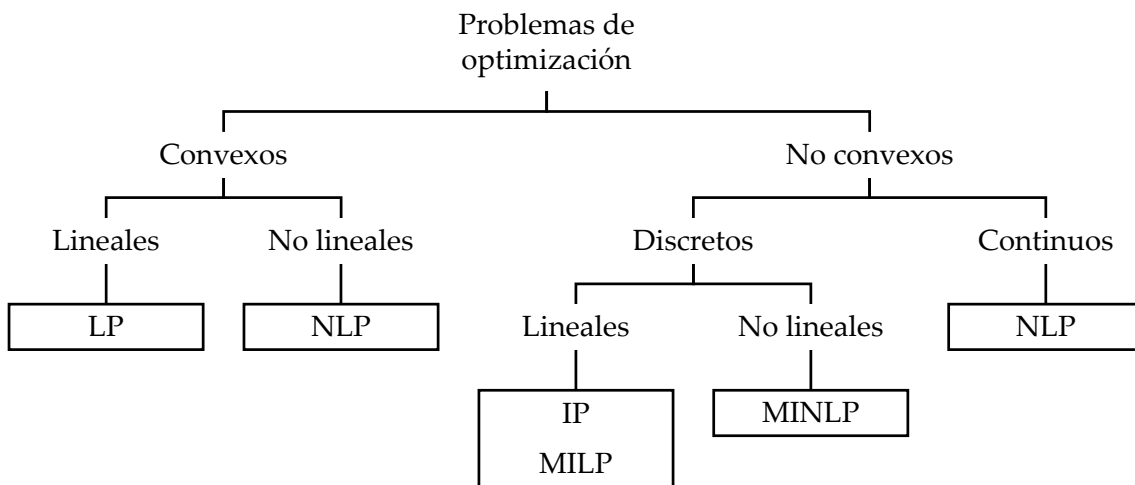 Problemas de
optimización
Convexos
No convexos
Lineales
No lineales
Discretos
Continuos
LP
NLP
Lineales
No lineales
NLP
IP
MINLP
MILP